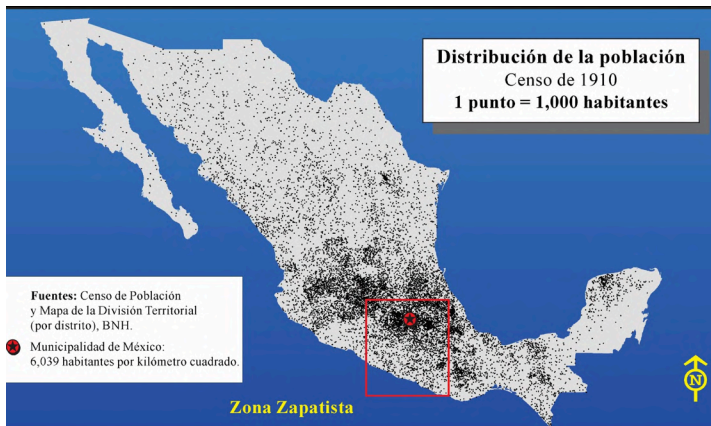 Distribución de la población
Censo de 1910
1 punto = 1,000 habitantes
Fuentes: Censo de Población
y Mapa de la División Territorial
(por distrito), BNH.
Municipalidad de México:
6,039 habitantes por kilómetro cuadrado.
Zona Zapatista
N